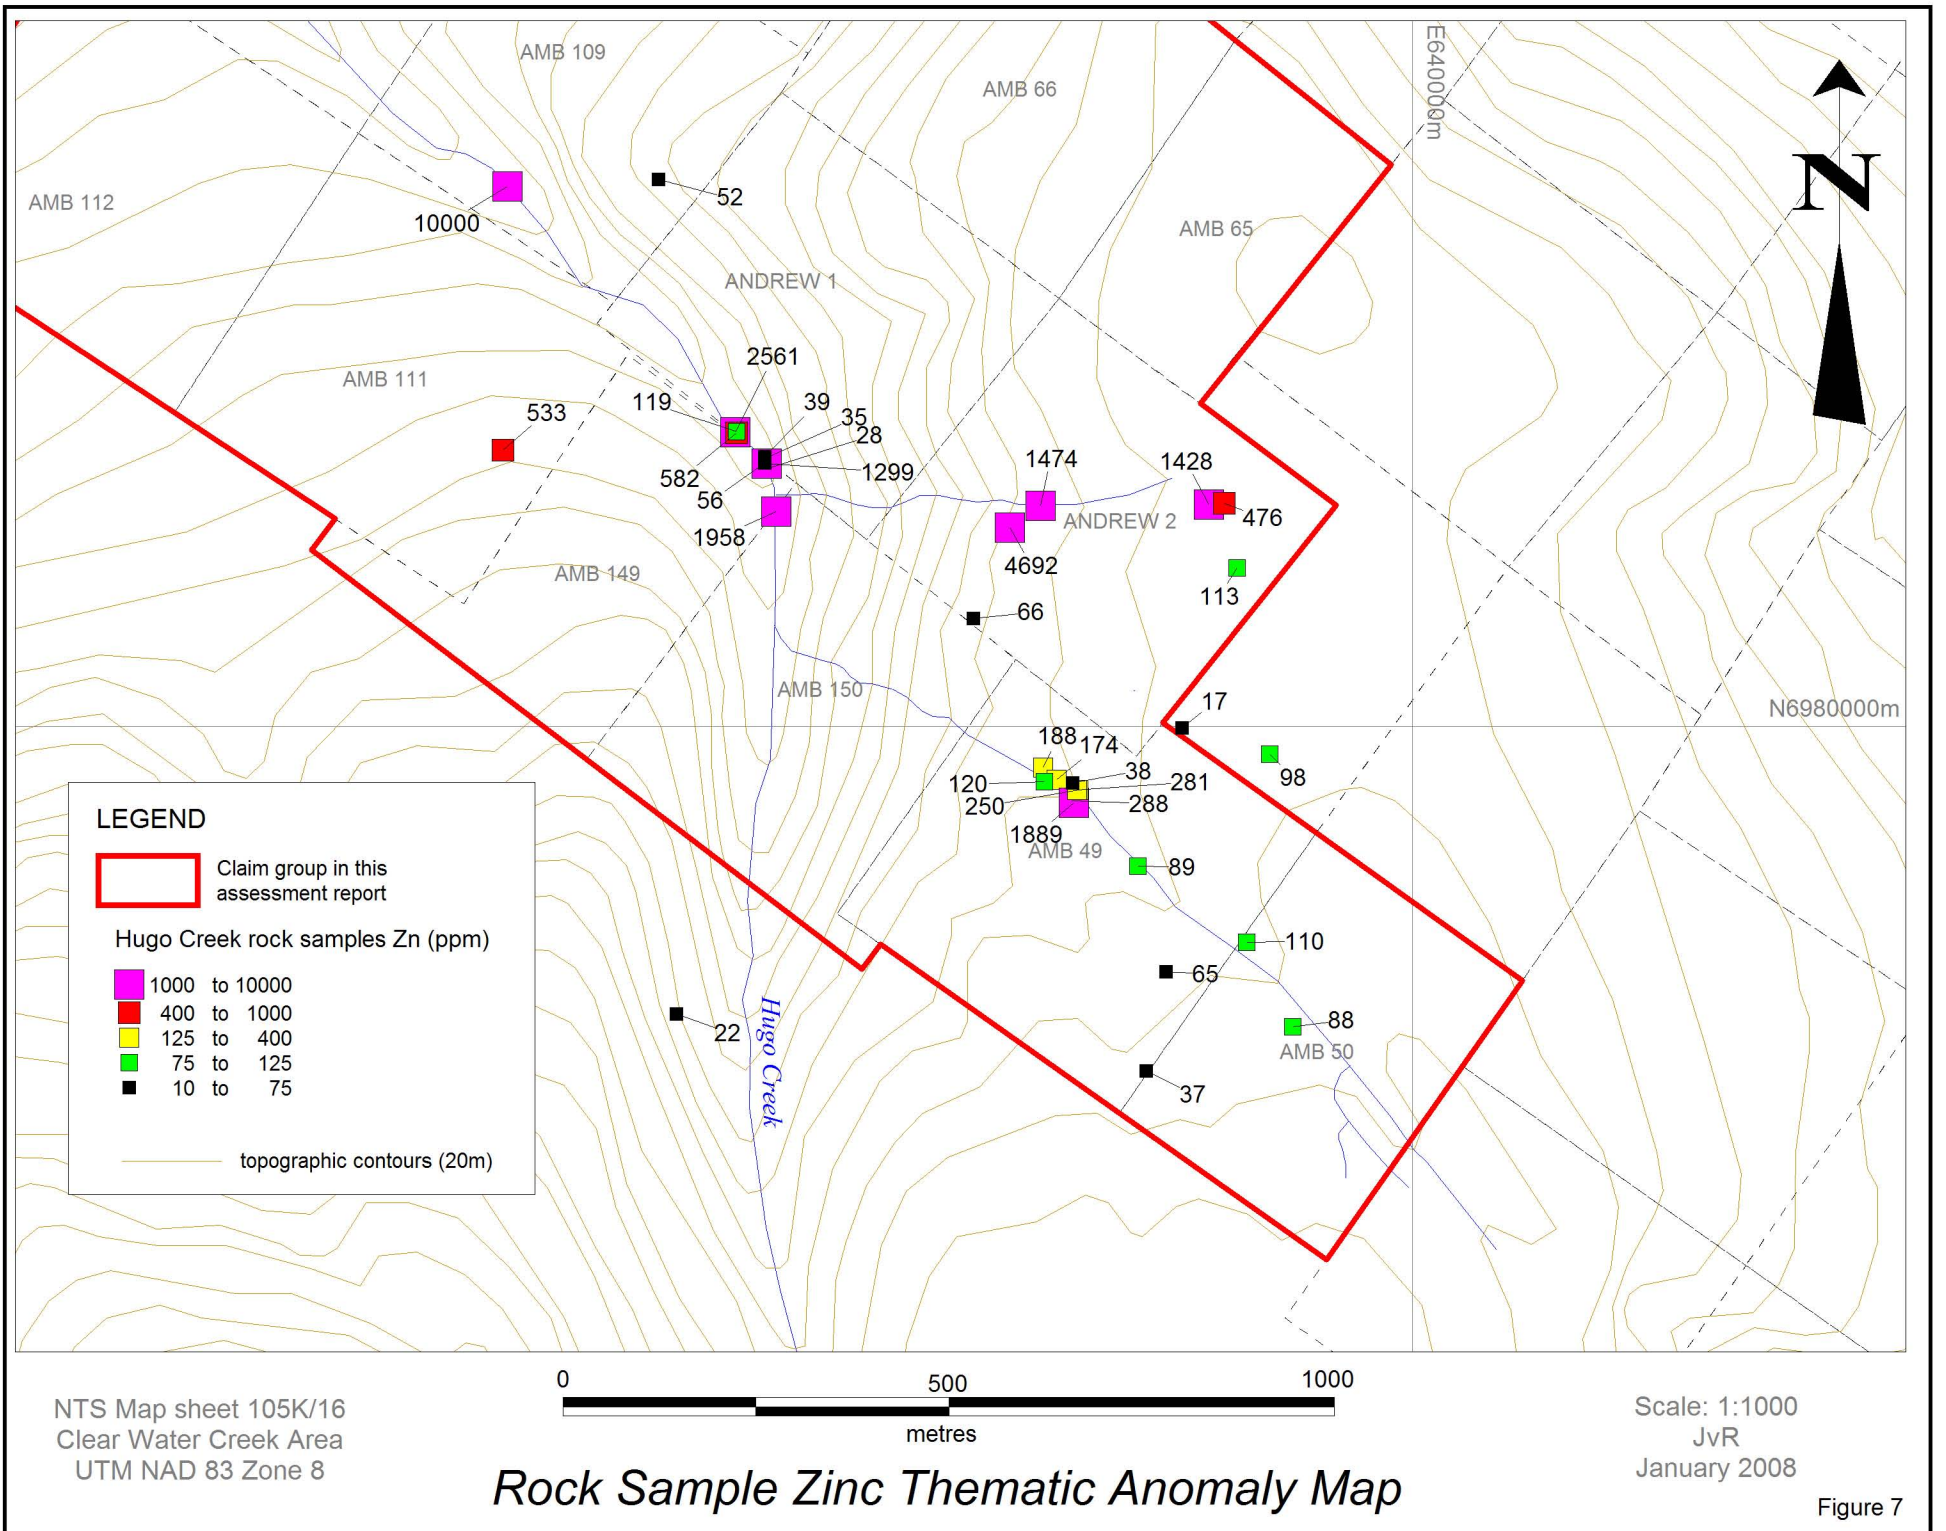 AMB 109
E640000m
AMB 66
N
52
AMB 112
10000
AMB 65
ANDREW 1
2561
AMB 111
119
39
533
35
28
1474
1428
582
1299
56
476
1958
ANDREW 2
4692
AMB 149
113
66
AMB 150
17
N6980000m
188
174
38
98
120
281
250
288
1889
AMB 49
89
110
65
88
22
AMB 50
37
Hugo Creek
LEGEND
Claim group in this
assessment report
Hugo Creek rock samples Zn (ppm)
1000 to 10000
400 to 1000
125 to 400
75 to 125
10 to 75
topographic contours (20m)
0 500 1000
metres
NTS Map sheet 105K/16
Clear Water Creek Area
UTM NAD 83 Zone 8
Scale: 1:1000
JvR
January 2008
Rock Sample Zinc Thematic Anomaly Map
Figure 7